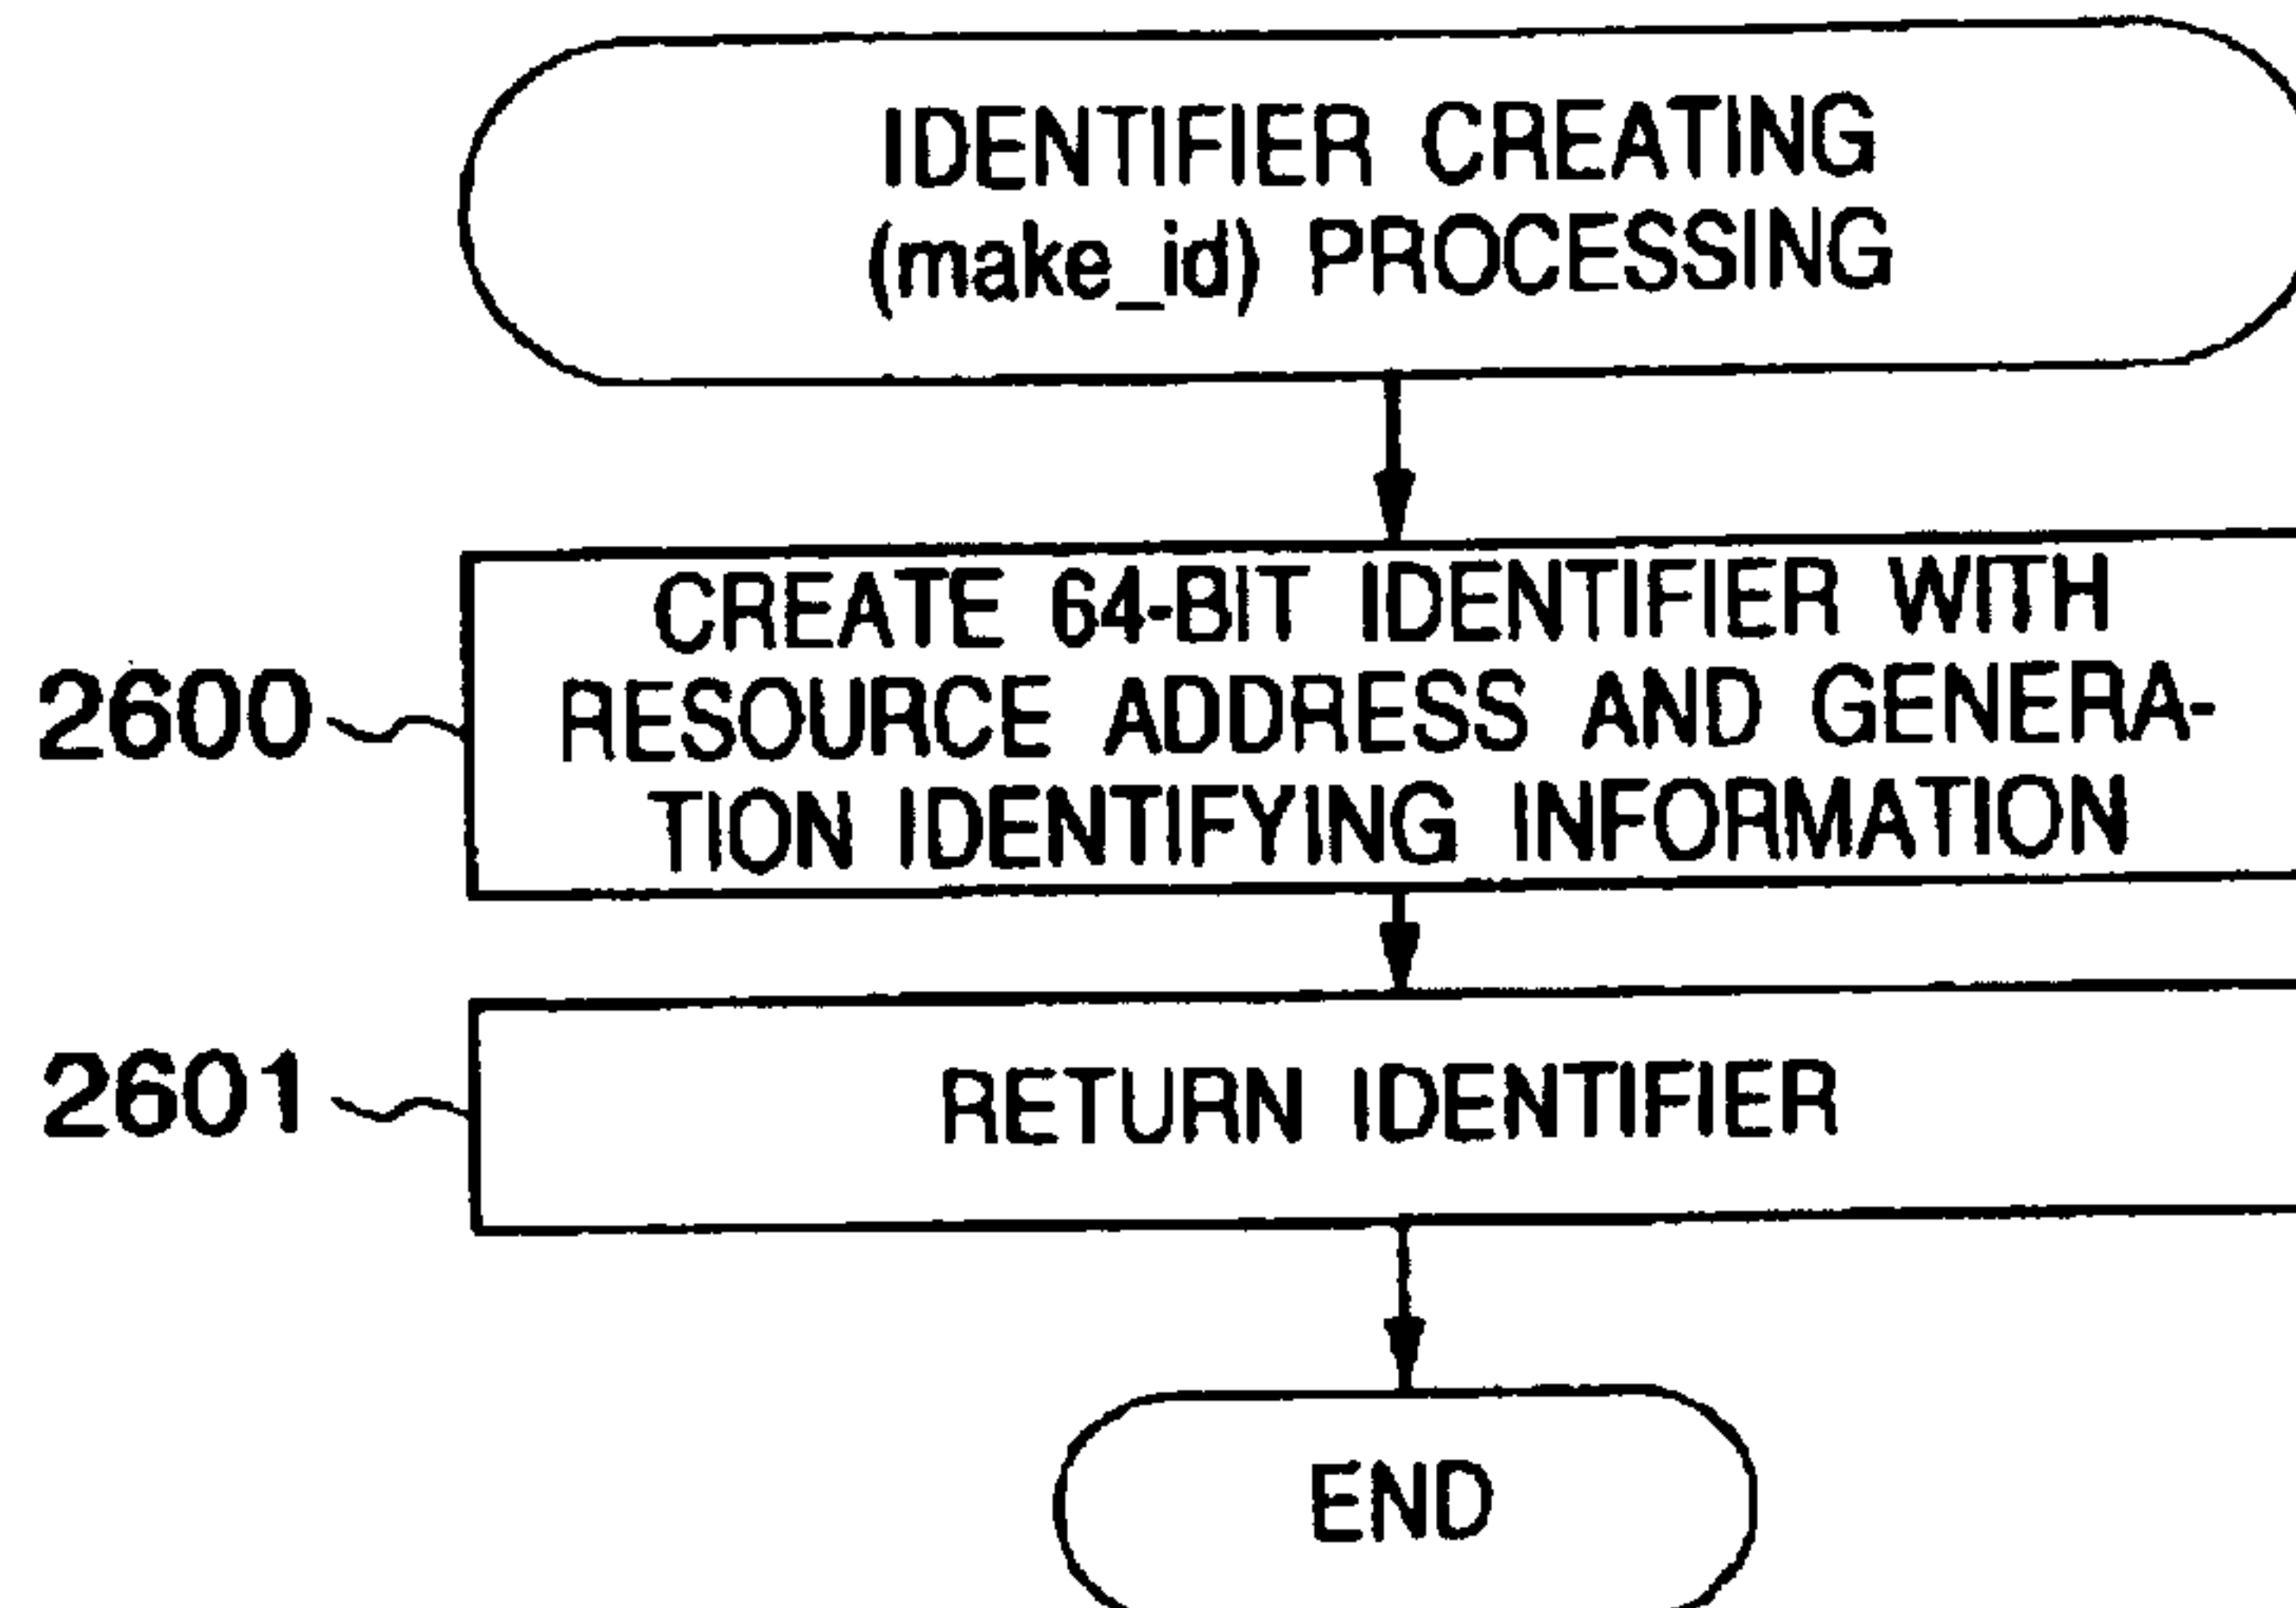 IDENTIFIER CREATING
(make_id) PROCESSING
CREATE 64-BIT IDENTIFIER WITH
2600
RESOURCE ADDRESS AND GENERA-
TION IDENTIFYING INFORMATION
2601
RETURN IDENTIFIER
END